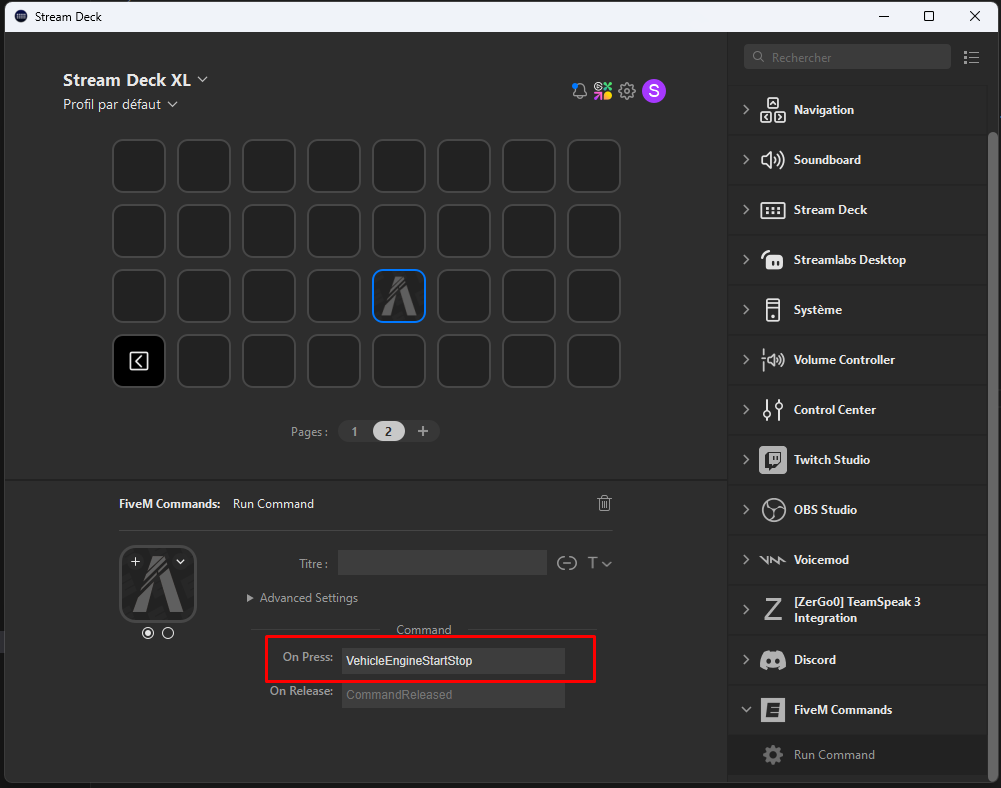 Stream Deck
Stream Deck XL
Profil par défaut
S
Pages :
1
2
+
FiveM Commands:
Run Command
Titre :
T
Advanced Settings
Command
On Press:
VehicleEngineStartStop
On Release:
CommandReleased
Rechercher
Navigation
Soundboard
Stream Deck
Streamlabs Desktop
Système
Volume Controller
Control Center
Twitch Studio
OBS Studio
Voicemod
[ZerGo0] TeamSpeak 3
Integration
Discord
FiveM Commands
Run Command